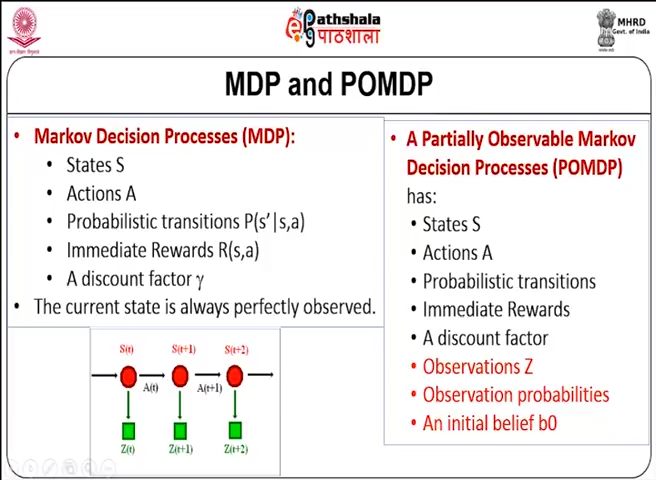 ePathshala
पाठशाला
MHRD
The Govt. of India
MDP and POMDP
Markov Decision Processes (MDP):
States S
Actions A
Probabilistic transitions P(s'|s,a)
Immediate Rewards R(s,a)
A discount factor γ
The current state is always perfectly observed.
S(t) S(t+1) S(t+2)
A(t) A(t+1)
Z(t) Z(t+1) Z(t+2)
A Partially Observable Markov
Decision Processes (POMDP)
has:
States S
Actions A
Probabilistic transitions
Immediate Rewards
A discount factor
Observations Z
Observation probabilities
An initial belief b0